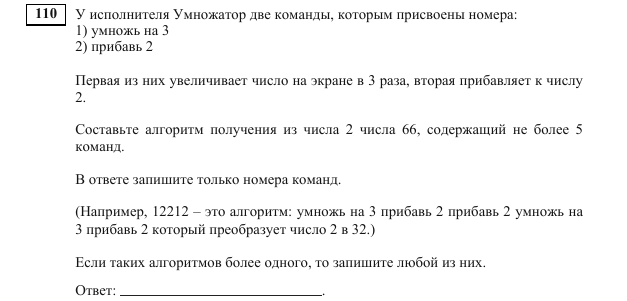 110
У исполнителя Умножатор две команды, которым присвоены номера:
1) умножь на 3
2) прибавь 2
Первая из них увеличивает число на экране в 3 раза, вторая прибавляет к числу
2.
Составьте алгоритм получения из числа 2 числа 66, содержащий не более 5
команд.
В ответе запишите только номера команд.
(Например, 12212 – это алгоритм: умножь на 3 прибавь 2 прибавь 2 умножь на
3 прибавь 2 который преобразует число 2 в 32.)
Если таких алгоритмов более одного, то запишите любой из них.
Ответ: ____________________________.